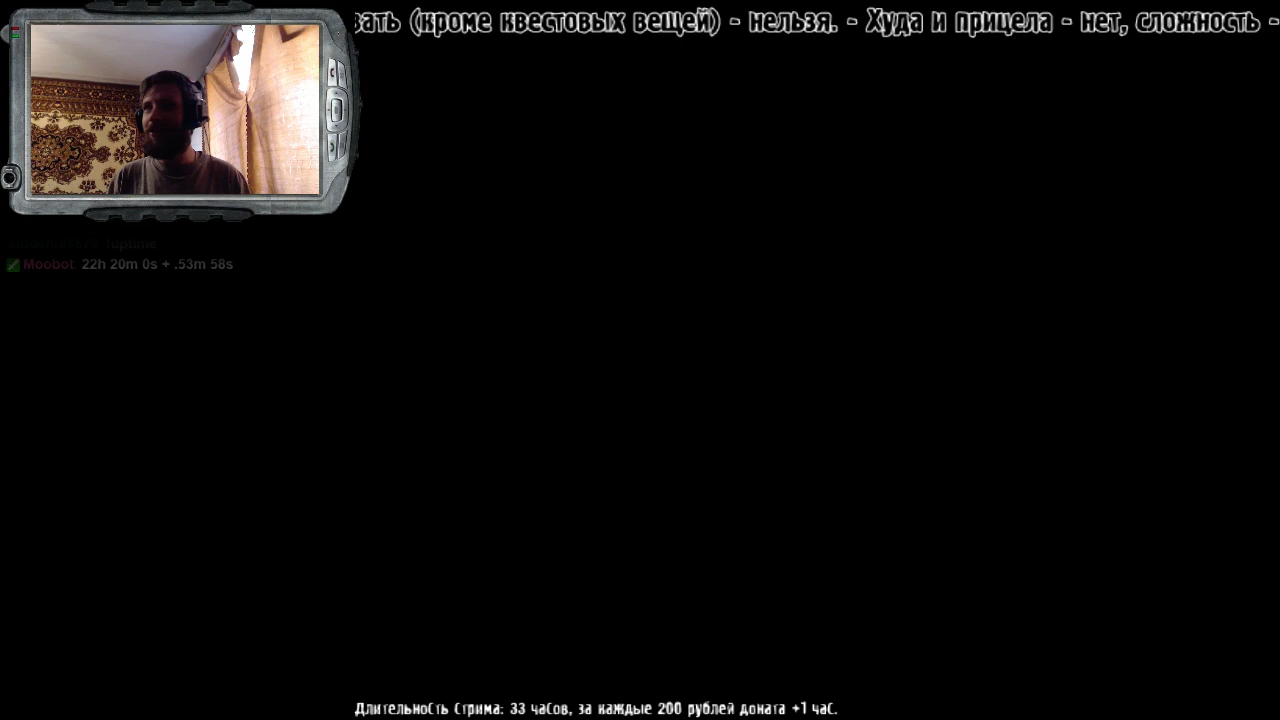 вать (кроме квестовых вещей) - нельзя. - Худа и прицела - нет, сложность -
!uptime
Moobot: 22h 20m 0s + .53m 58s
Длительность Стрима: 33 часов, за каждые 200 рублей доната +1 час.